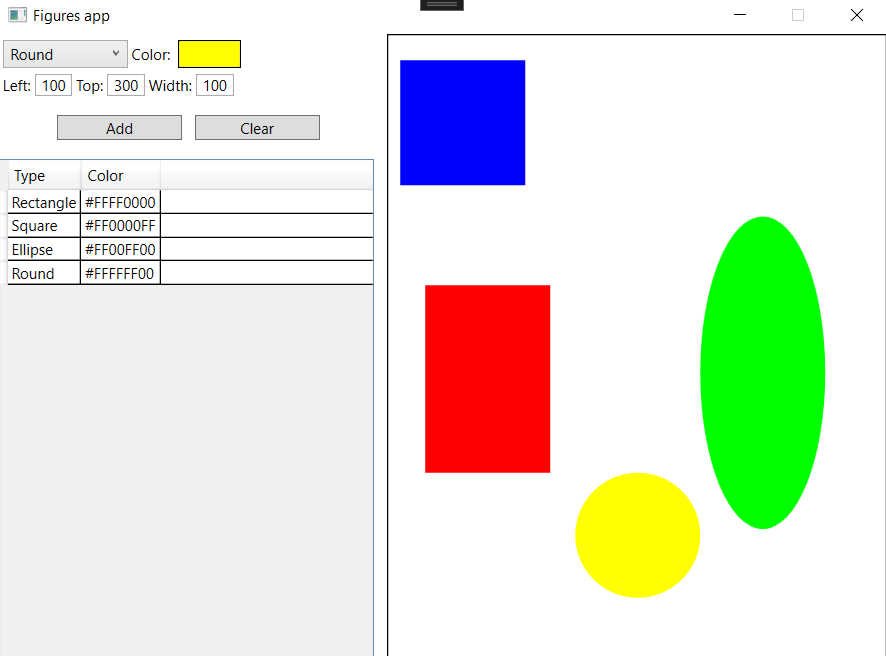 Figures app
Round Color:
Left: 100 Top: 300 Width: 100
Add Clear
Type Color
Rectangle #FFFF0000
Square #FF0000FF
Ellipse #FF00FF00
Round #FFFFFF00